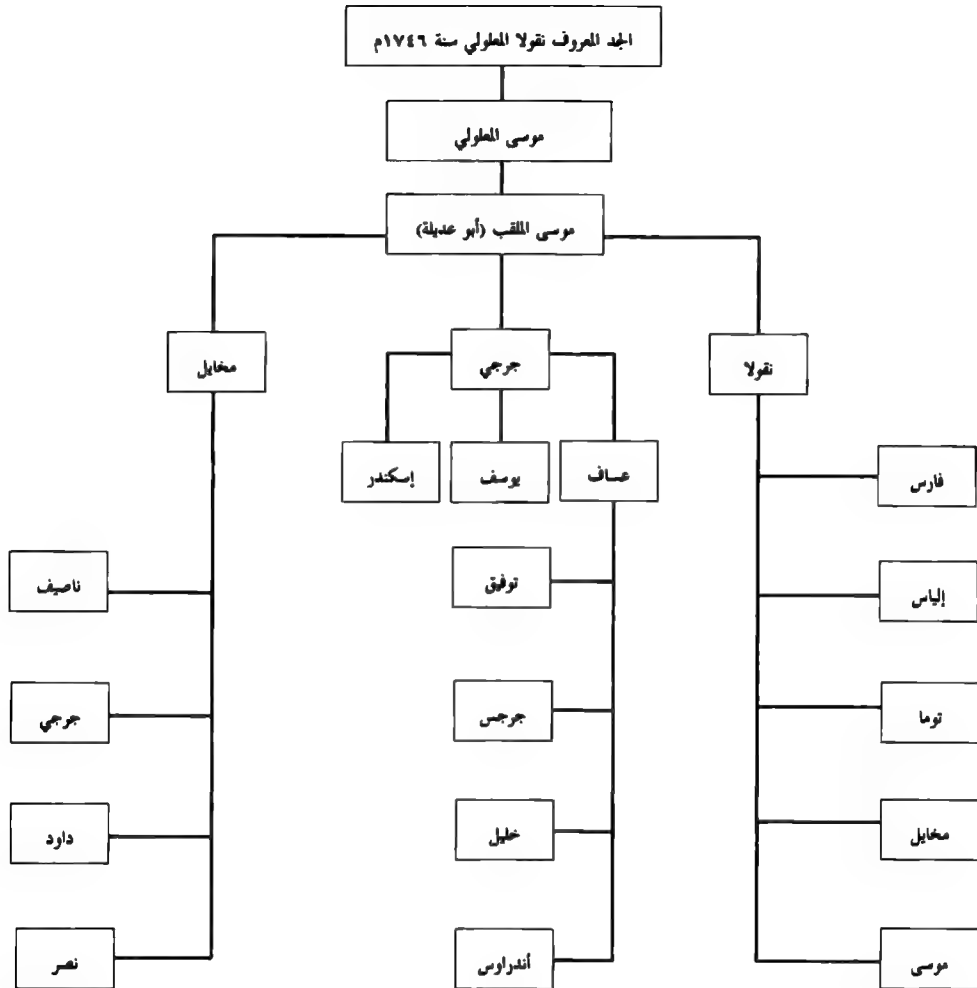 الجد المعروف نقولا المعلولي سنة ١٧٤٦م
موسى المعلولي
موسى الملقب (أبو عديلة)
نقولا
جرجي
مخايل
عساف
يوسف
إسكندر
فارس
إلياس
توما
مخايل
موسى
توفيق
جرجس
خليل
أندراوس
ناصيف
جرجي
داود
نصر